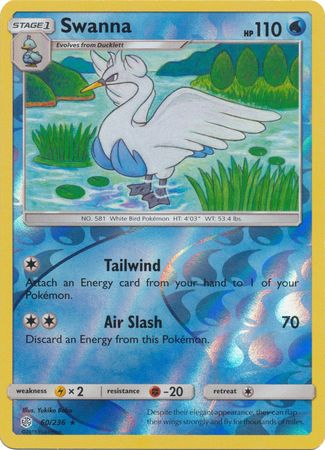 STAGE 1
Swanna
HP 110
Evolves from Ducklett
NO. 581 White Bird Pokémon HT: 4'03" WT: 53.4 lbs.
Tailwind
Attach an Energy card from your hand to 1 of your
Pokémon.
Air Slash 70
Discard an Energy from this Pokémon.
weakness × 2 resistance -20 retreat
Illus. Yukiko Baba
60/236 ★
Despite their elegant appearance, they can flap
their wings strongly and fly for thousands of miles.